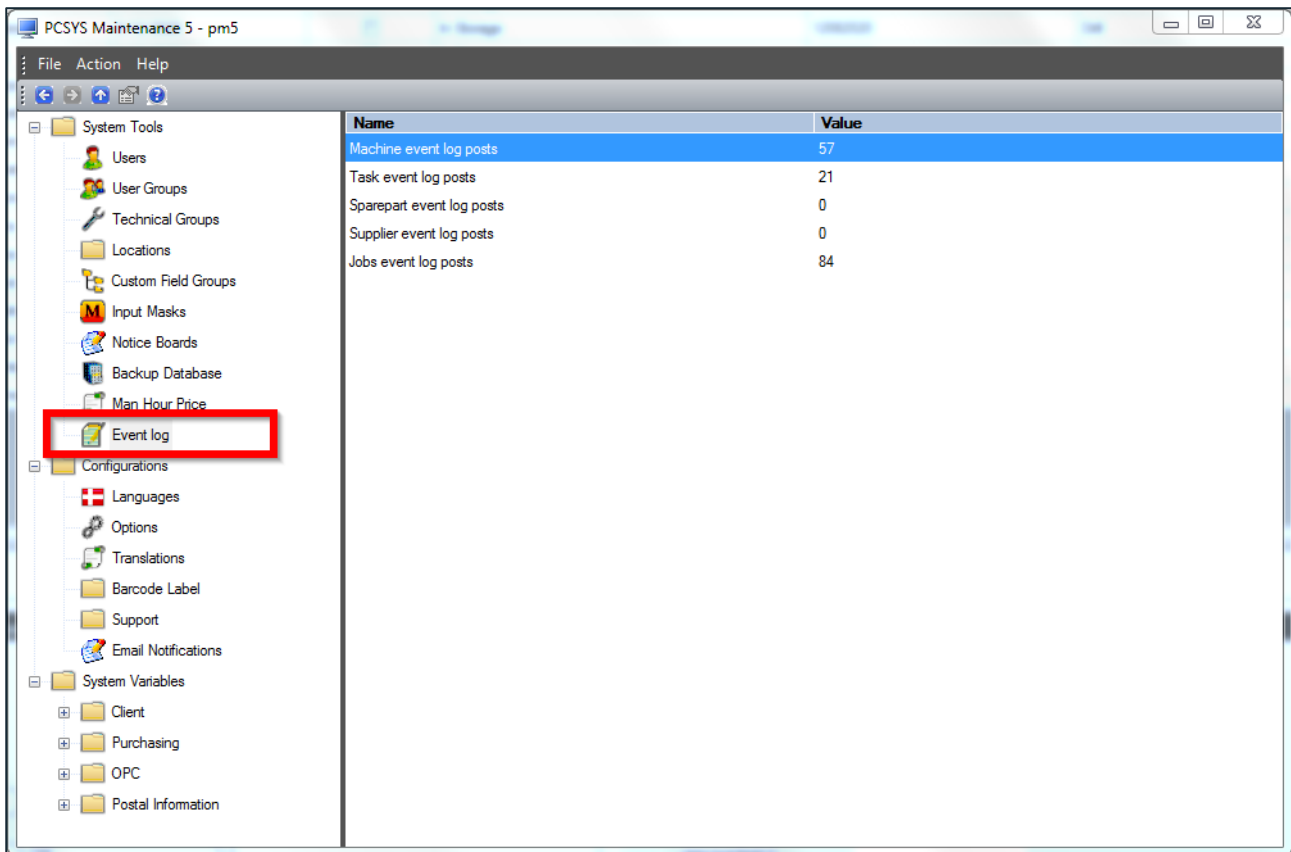 PCSYS Maintenance 5 - pm5
File Action Help
System Tools
Users
User Groups
Technical Groups
Locations
Custom Field Groups
Input Masks
Notice Boards
Backup Database
Man Hour Price
Event log
Configurations
Languages
Options
Translations
Barcode Label
Support
Email Notifications
System Variables
Client
Purchasing
OPC
Postal Information
Name Value
Machine event log posts 57
Task event log posts 21
Sparepart event log posts 0
Supplier event log posts 0
Jobs event log posts 84